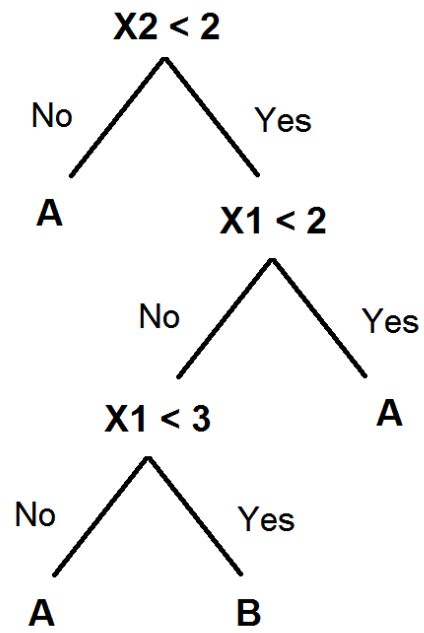 X2 < 2
No
Yes
A
X1 < 2
No
Yes
X1 < 3
A
No
Yes
A
B